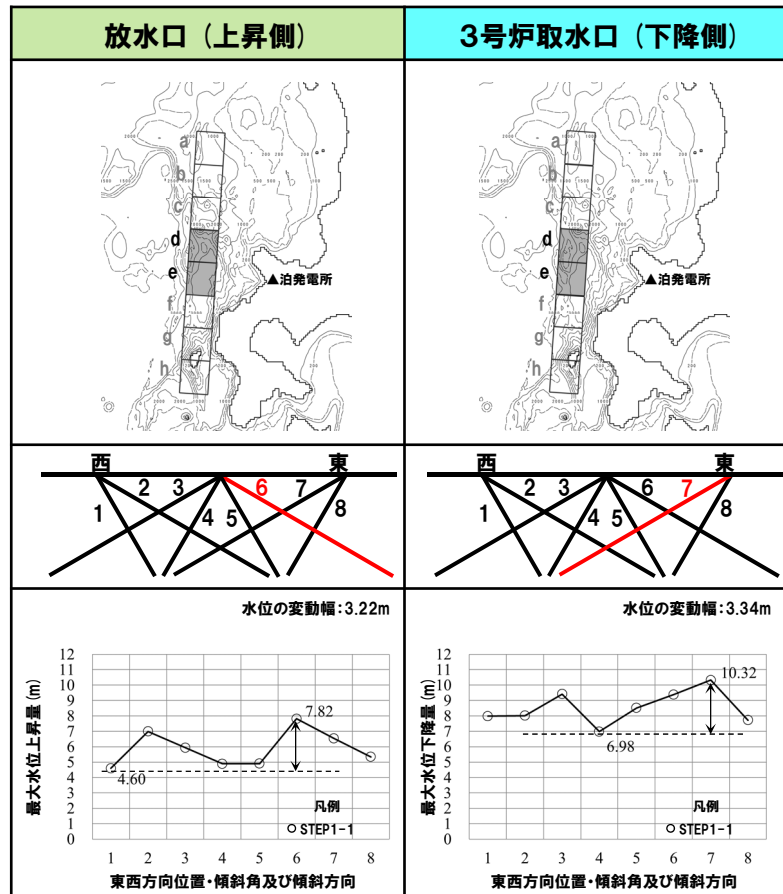 放水口（上昇側）
3号炉取水口（下降側）
a
b
c
d
e
f
g
h
▲泊発電所
a
b
c
d
e
f
g
h
▲泊発電所
西 東
1 2 3 4 5 6 7 8
西 東
1 2 3 4 5 6 7 8
水位の変動幅:3.22m
最大水位上昇量(m)
12
11
10
9
8
7
6
5
4
3
2
1
0
7.82
4.60
凡例
STEP1-1
1 2 3 4 5 6 7 8
東西方向位置・傾斜角及び傾斜方向
水位の変動幅:3.34m
最大水位下降量(m)
12
11
10
9
8
7
6
5
4
3
2
1
0
10.32
6.98
凡例
STEP1-1
1 2 3 4 5 6 7 8
東西方向位置・傾斜角及び傾斜方向